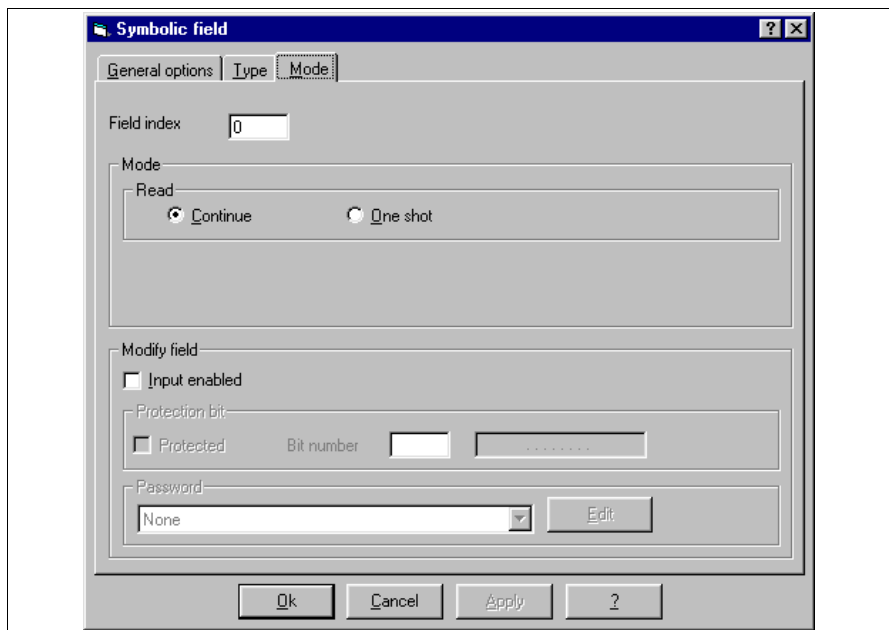 Symbolic field
General options Type Mode
Field index 0
Mode
Read
Continue One shot
Modify field
Input enabled
Protection bit
Protected Bit number ........
Password
None Edit
Ok Cancel Apply ?